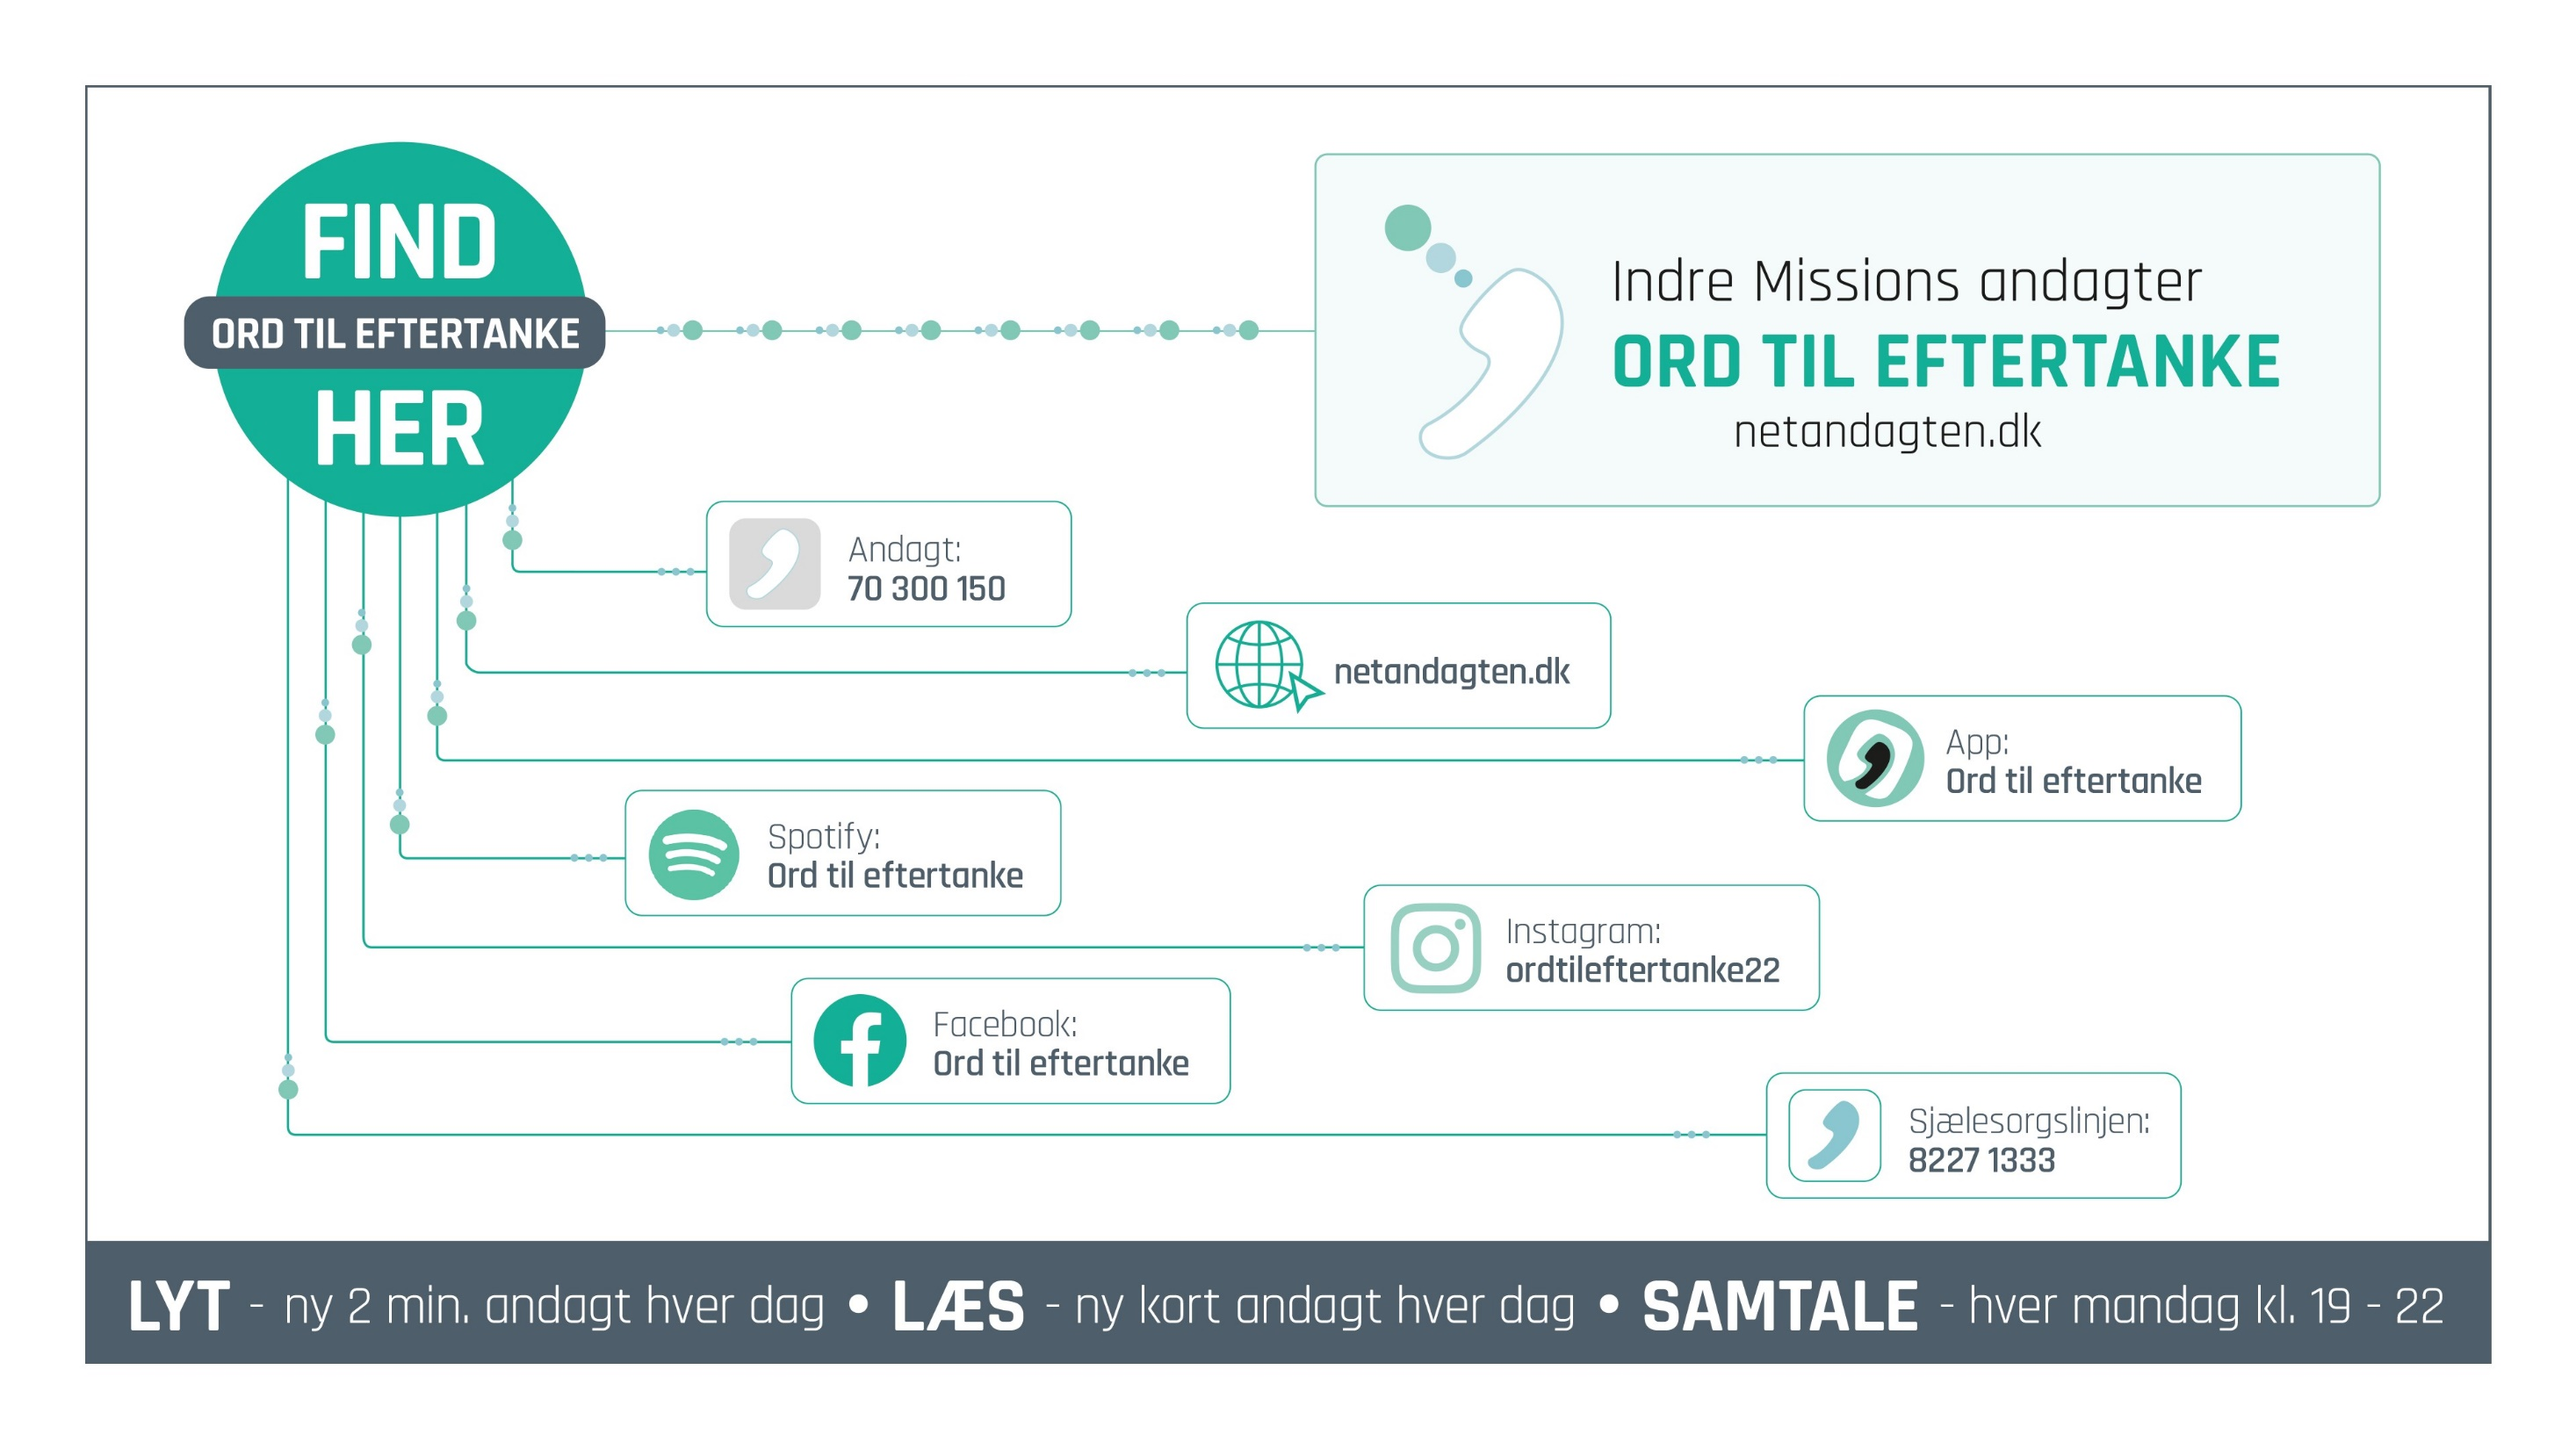 FIND
ORD TIL EFTERTANKE
HER
Indre Missions andagter
ORD TIL EFTERTANKE
netandagten.dk
Andagt:
70 300 150
netandagten.dk
App:
Ord til eftertanke
Spotify:
Ord til eftertanke
Instagram:
ordtileftertanke22
Facebook:
Ord til eftertanke
Sjælesorgslinjen:
8227 1333
LYT - ny 2 min. andagt hver dag • LÆS - ny kort andagt hver dag • SAMTALE - hver mandag kl. 19 - 22